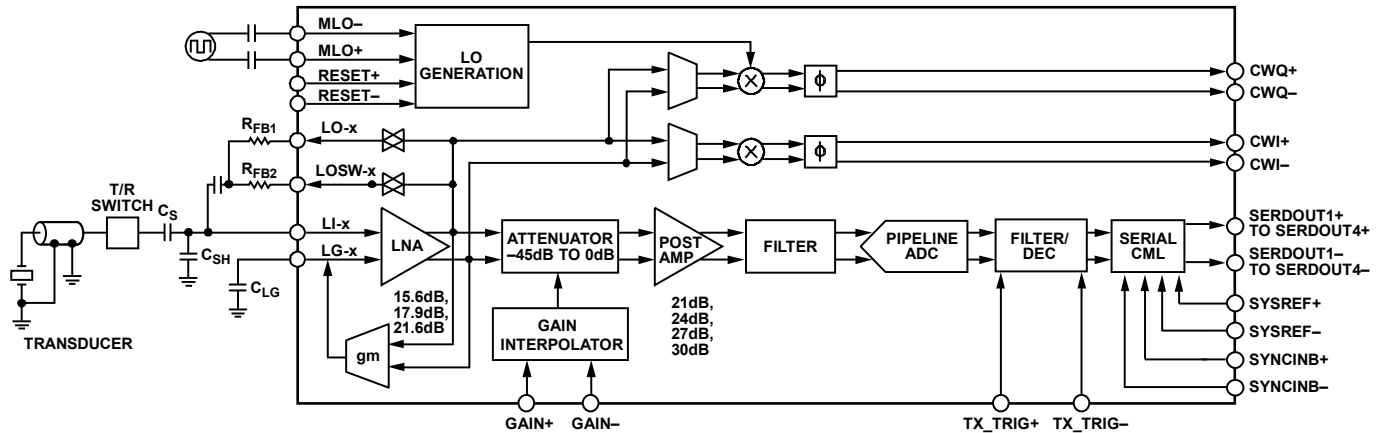 MLO–
MLO+
RESET+
RESET–
LO
GENERATION
CWQ+
CWQ–
CWI+
CWI–
ϕ
ϕ
RFB1
RFB2
LO-x
LOSW-x
T/R
SWITCH
CS
CSH
CLG
LI-x
LG-x
LNA
15.6dB,
17.9dB,
21.6dB
gm
ATTENUATOR
–45dB TO 0dB
GAIN
INTERPOLATOR
POST
AMP
21dB,
24dB,
27dB,
30dB
FILTER
PIPELINE
ADC
FILTER/
DEC
SERIAL
CML
SERDOUT1+
TO SERDOUT4+
SERDOUT1–
TO SERDOUT4–
SYSREF+
SYSREF–
SYNCINB+
SYNCINB–
TRANSDUCER
GAIN+
GAIN–
TX_TRIG+
TX_TRIG–